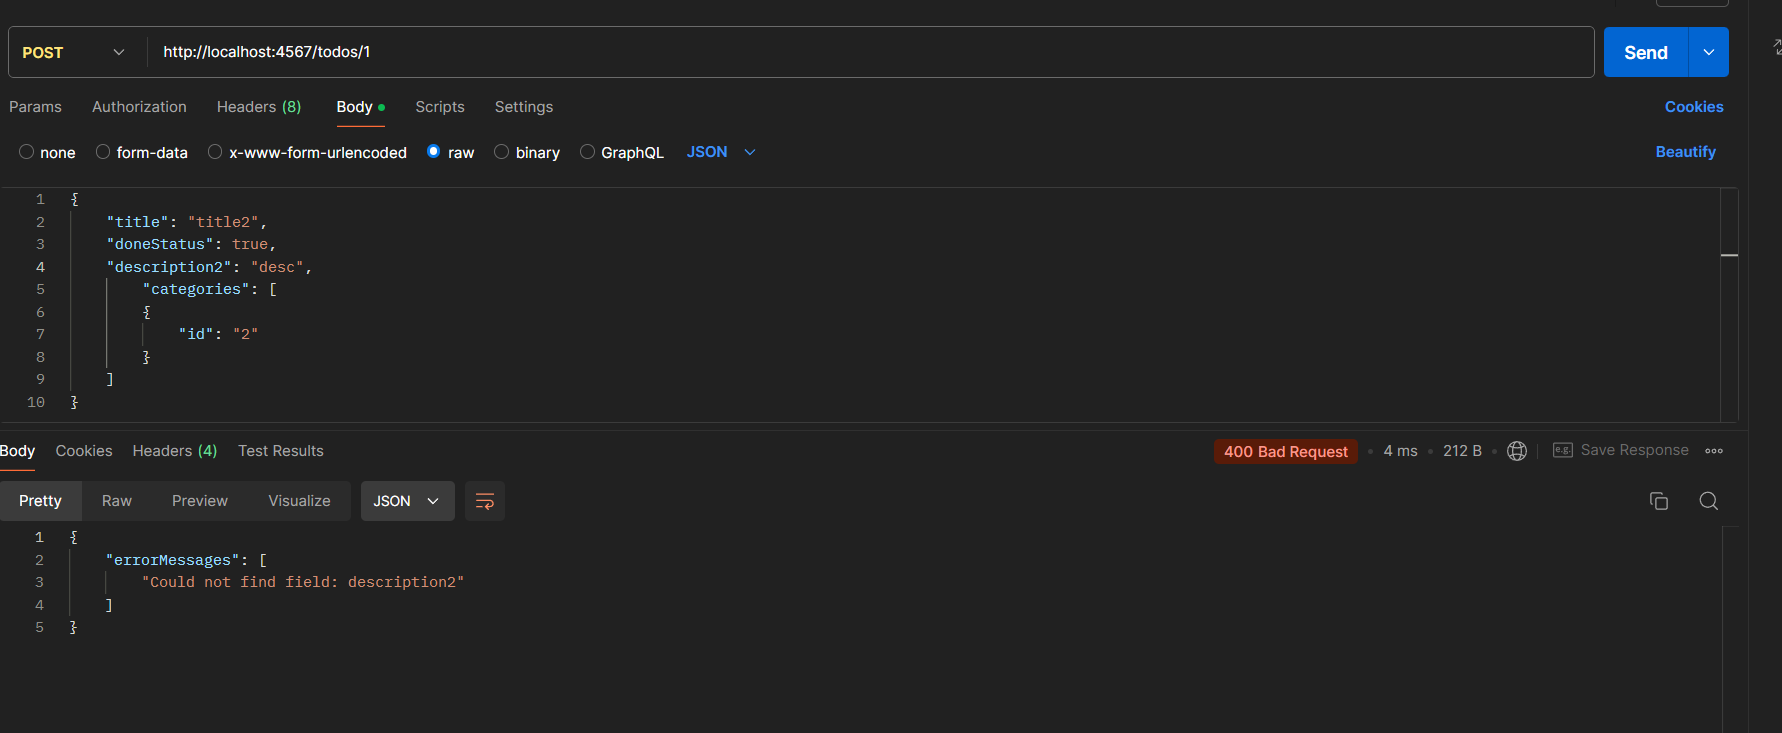 POST http://localhost:4567/todos/1 Send
Params Authorization Headers (8) Body Scripts Settings Cookies
none form-data x-www-form-urlencoded raw binary GraphQL JSON Beautify
1 {
2 "title": "title2",
3 "doneStatus": true,
4 "description2": "desc",
5 "categories": [
6 {
7 "id": "2"
8 }
9 ]
10 }
Body Cookies Headers (4) Test Results 400 Bad Request • 4 ms • 212 B • e.g. Save Response
Pretty Raw Preview Visualize JSON
1 {
2 "errorMessages": [
3 "Could not find field: description2"
4 ]
5 }